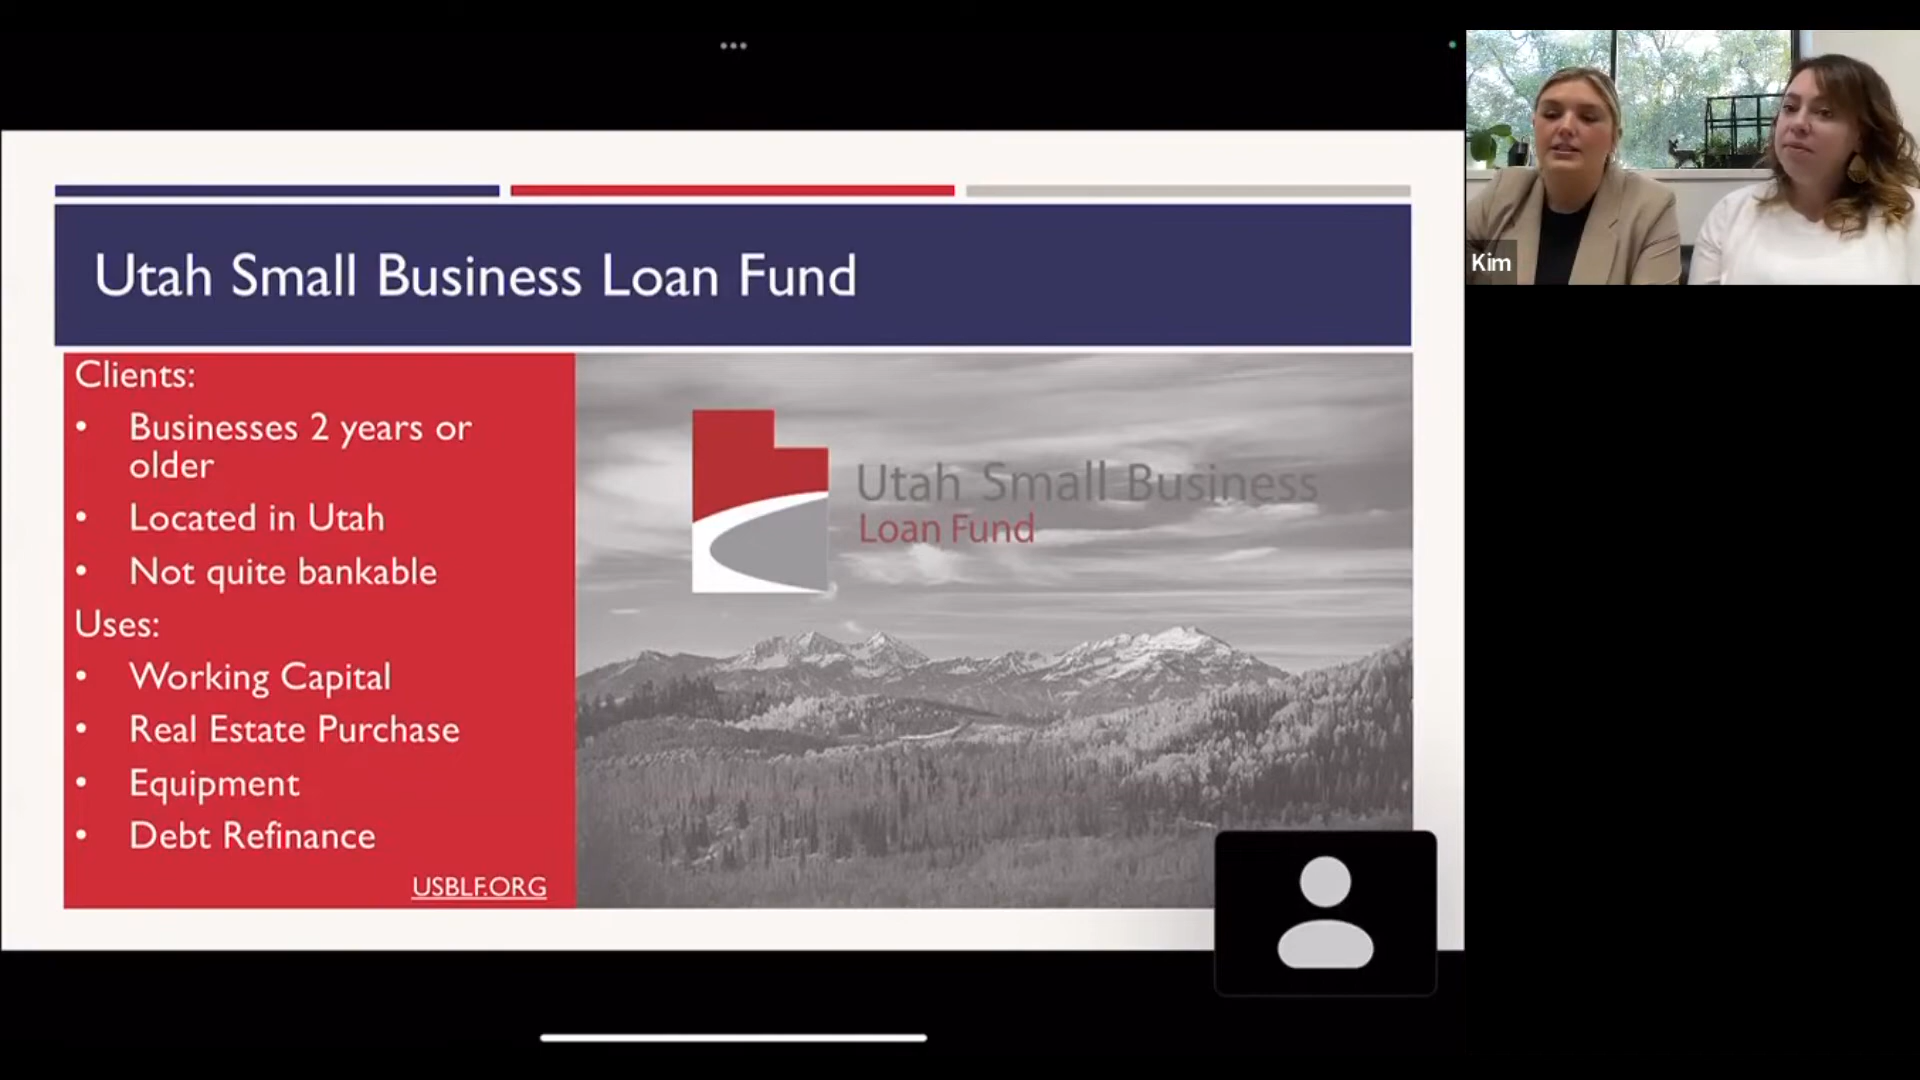 Utah Small Business Loan Fund
Clients:
• Businesses 2 years or
older
• Located in Utah
• Not quite bankable
Uses:
• Working Capital
• Real Estate Purchase
• Equipment
• Debt Refinance
USBLF.ORG
Utah Small Business
Loan Fund
Kim